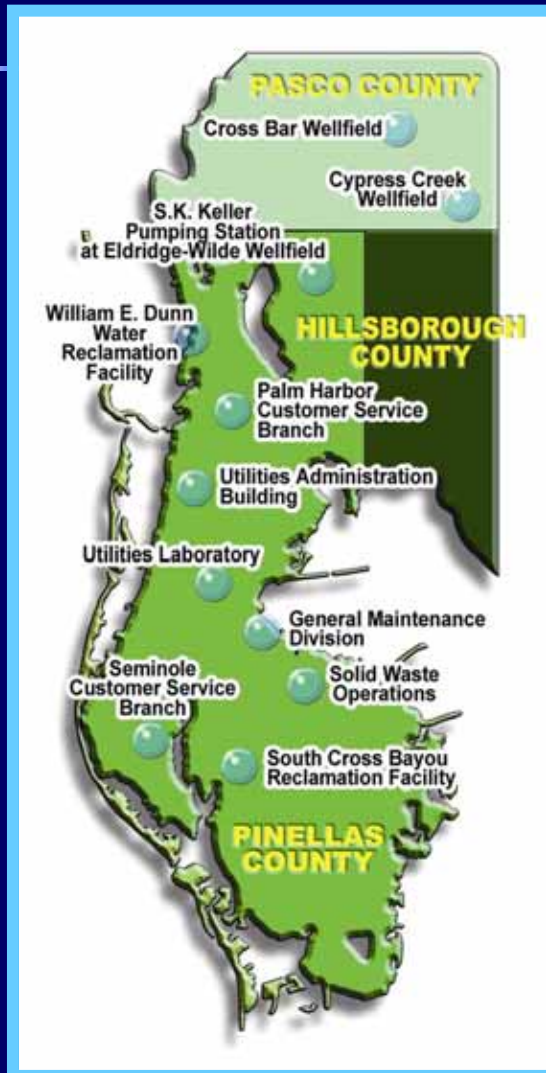 PASCO COUNTY
Cross Bar Wellfield
Cypress Creek
Wellfield
S.K. Keller
Pumping Station
at Eldridge-Wilde Wellfield
William E. Dunn
Water
Reclamation
Facility
HILLSBOROUGH
COUNTY
Palm Harbor
Customer Service
Branch
Utilities Administration
Building
Utilities Laboratory
General Maintenance
Division
Seminole
Customer Service
Branch
Solid Waste
Operations
South Cross Bayou
Reclamation Facility
PINELLAS
COUNTY